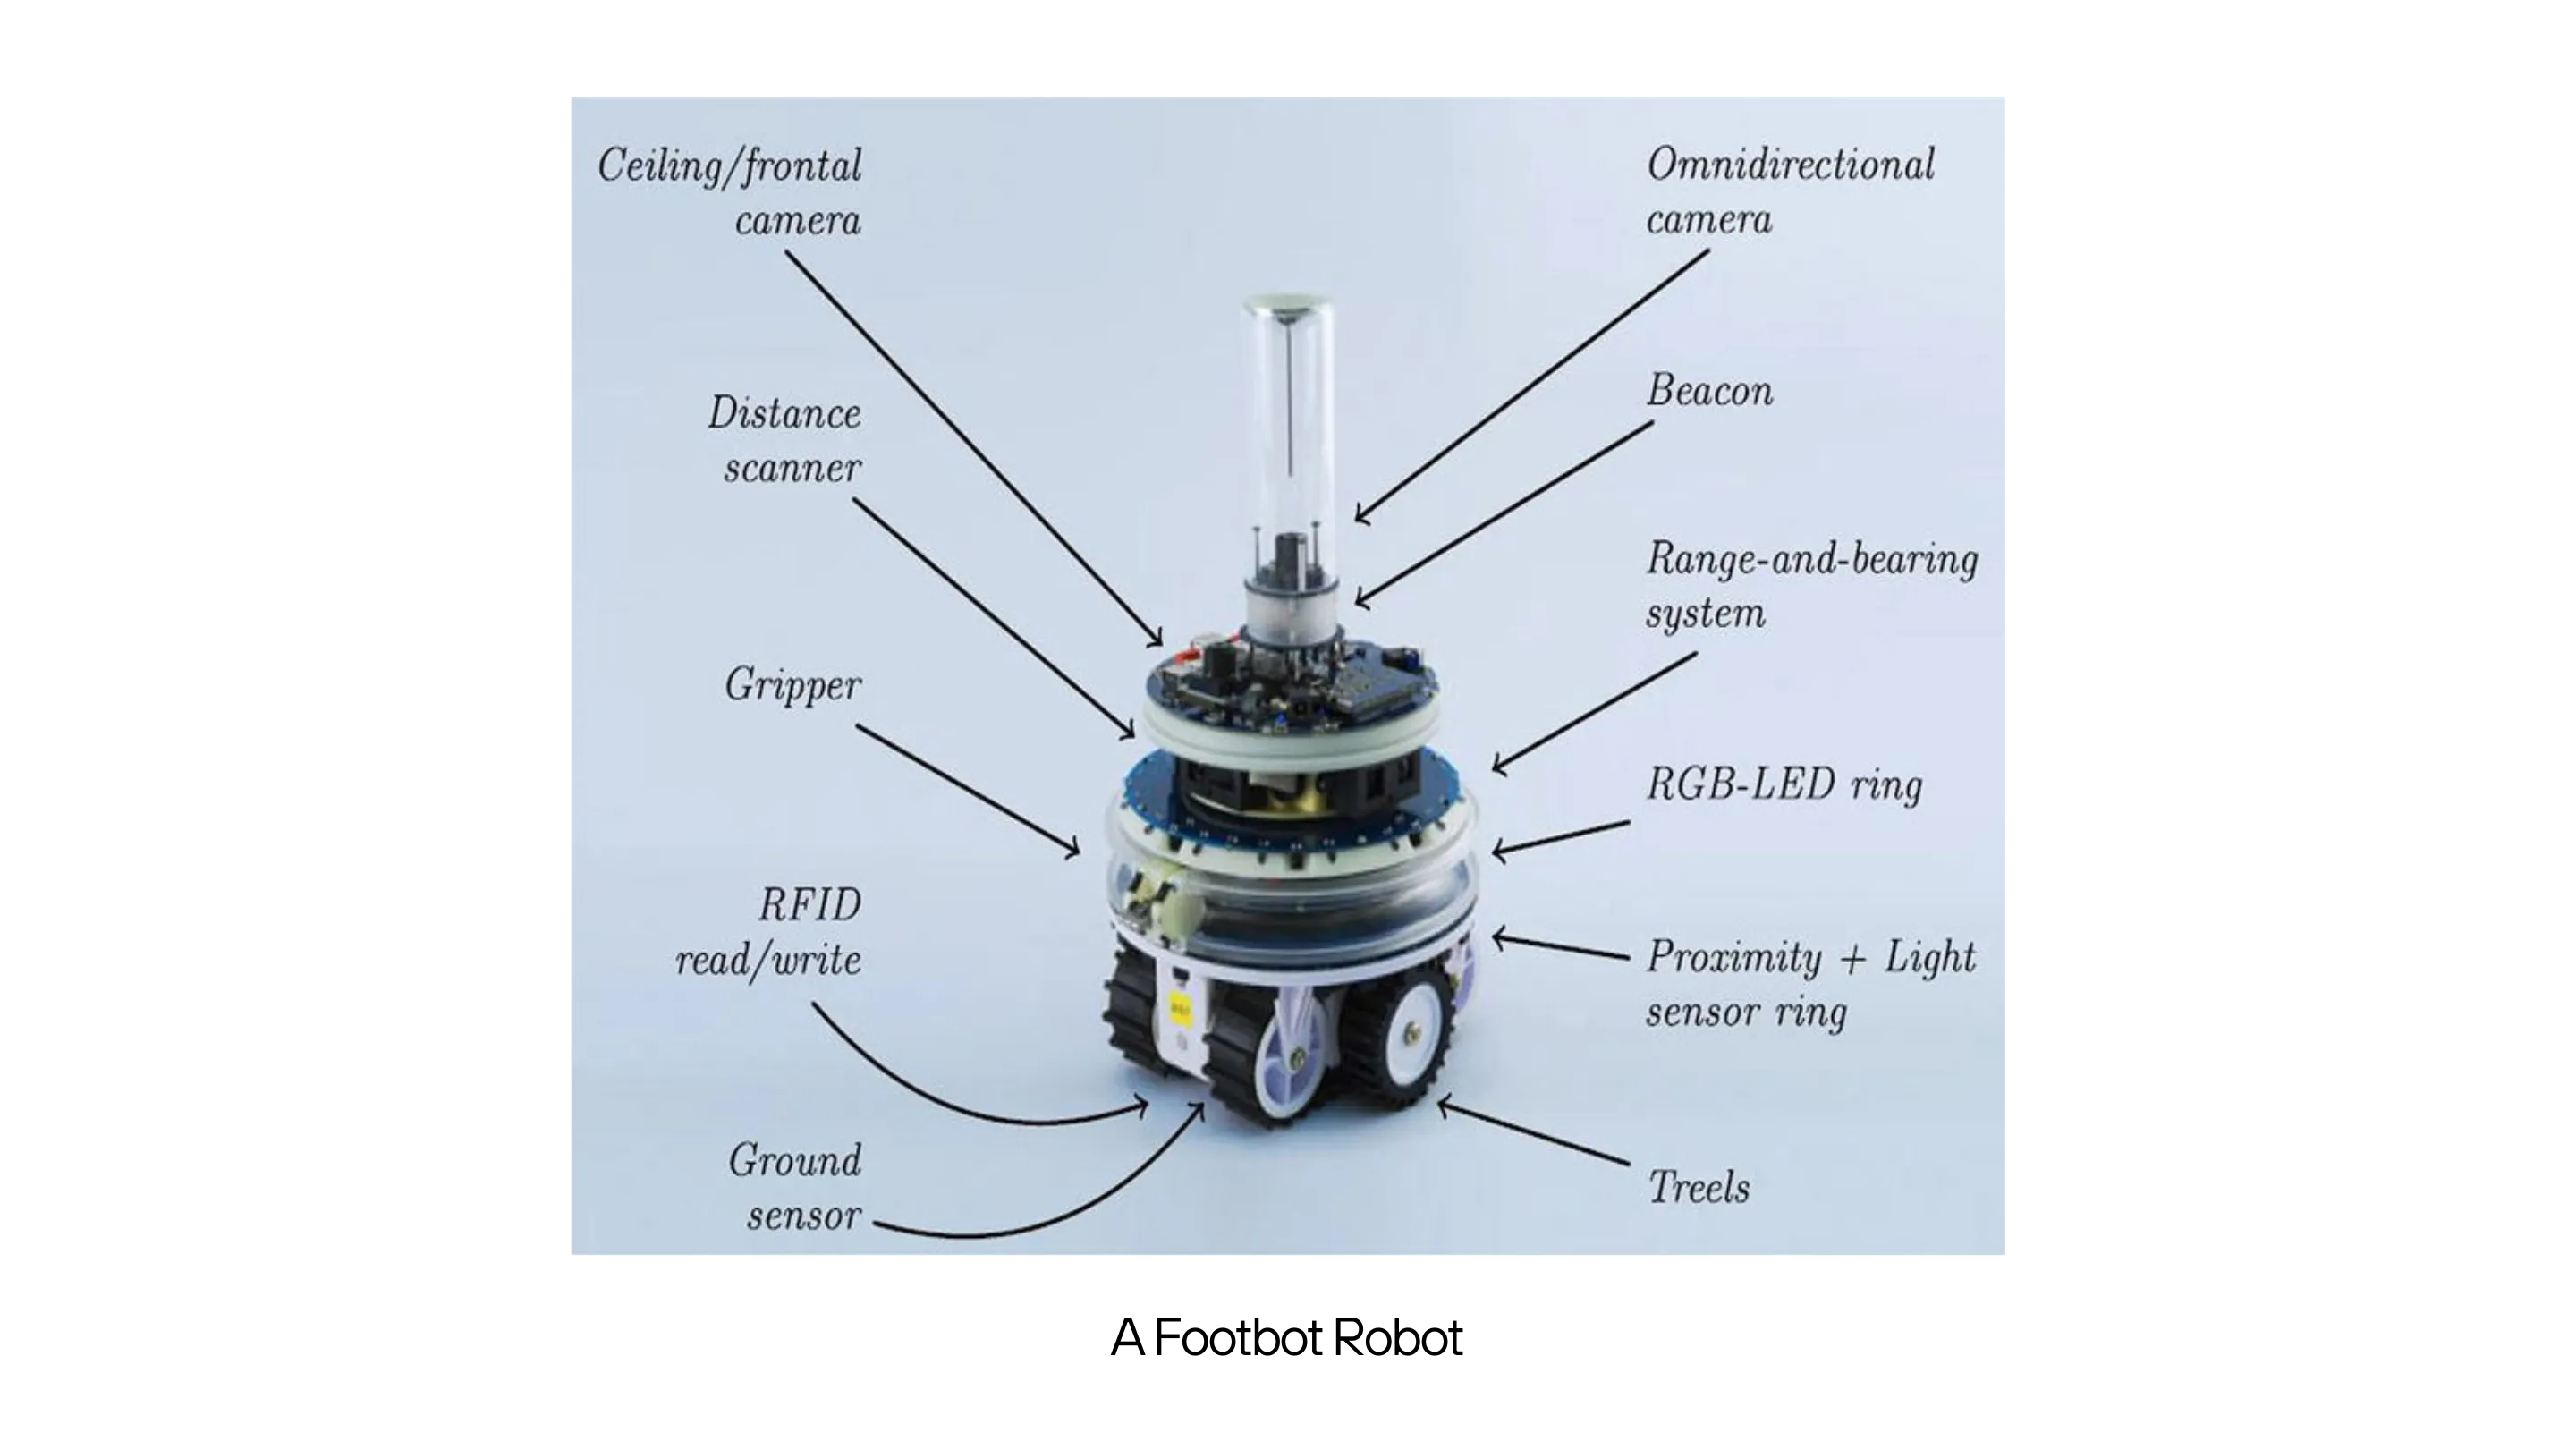 Ceiling/frontal
camera
Omnidirectional
camera
Beacon
Distance
scanner
Range-and-bearing
system
Gripper
RGB-LED ring
RFID
read/write
Proximity + Light
sensor ring
Ground
sensor
Treels
A Footbot Robot